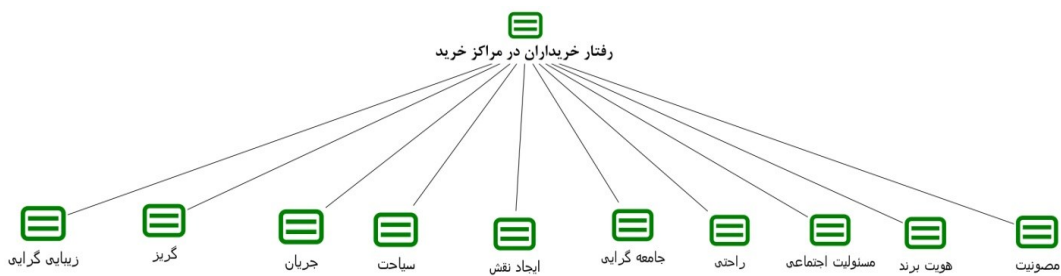 رفتار خریداران در مراکز خرید
مصونیت
هویت برند
مسئولیت اجتماعی
راحتی
جامعه گرایی
ایجاد نقش
سیاحت
جریان
گریز
زیبایی گرایی